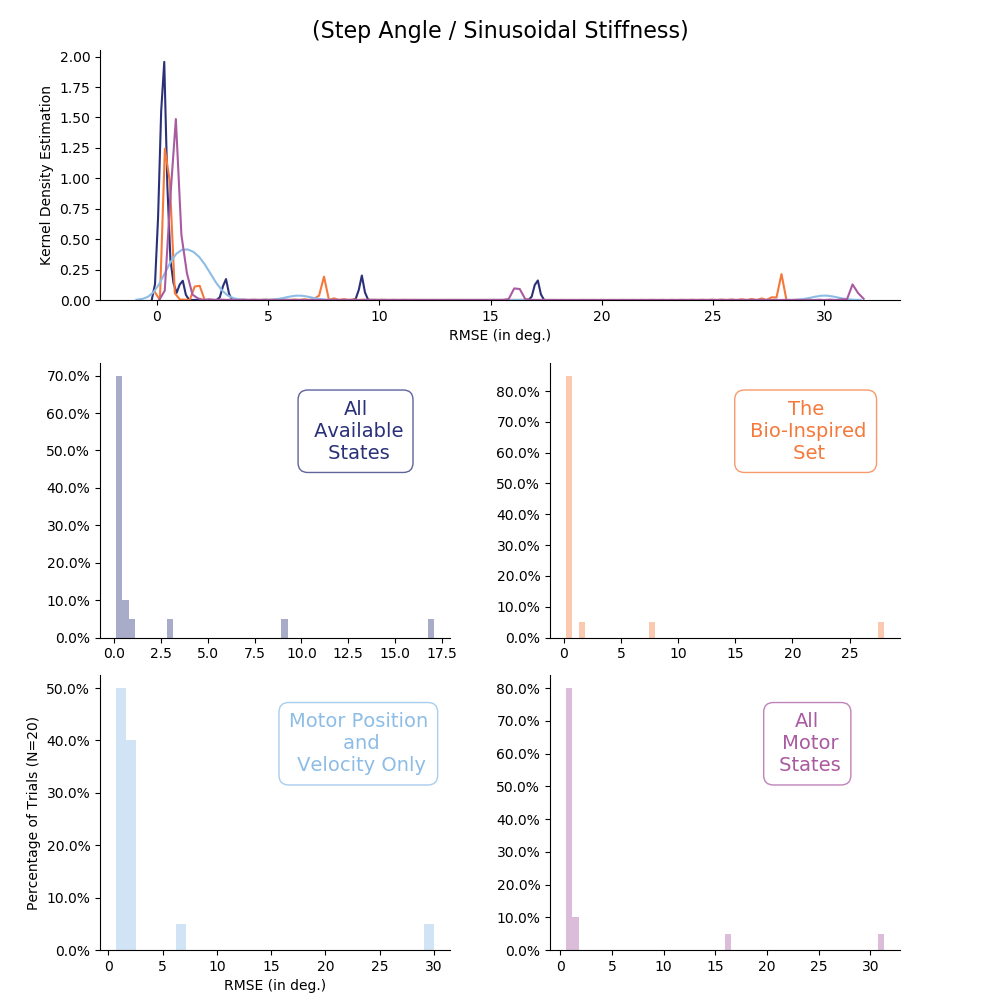 (Step Angle / Sinusoidal Stiffness)
Kernel Density Estimation
2.00
1.75
1.50
1.25
1.00
0.75
0.50
0.25
0.00
0 5 10 15 20 25 30
RMSE (in deg.)
70.0%
60.0%
50.0%
40.0%
30.0%
20.0%
10.0%
0.0%
0.0 2.5 5.0 7.5 10.0 12.5 15.0 17.5
All
Available
States
80.0%
70.0%
60.0%
50.0%
40.0%
30.0%
20.0%
10.0%
0.0%
0 5 10 15 20 25
The
Bio-Inspired
Set
Percentage of Trials (N=20)
50.0%
40.0%
30.0%
20.0%
10.0%
0.0%
0 5 10 15 20 25 30
RMSE (in deg.)
Motor Position
and
Velocity Only
80.0%
70.0%
60.0%
50.0%
40.0%
30.0%
20.0%
10.0%
0.0%
0 5 10 15 20 25 30
All
Motor
States